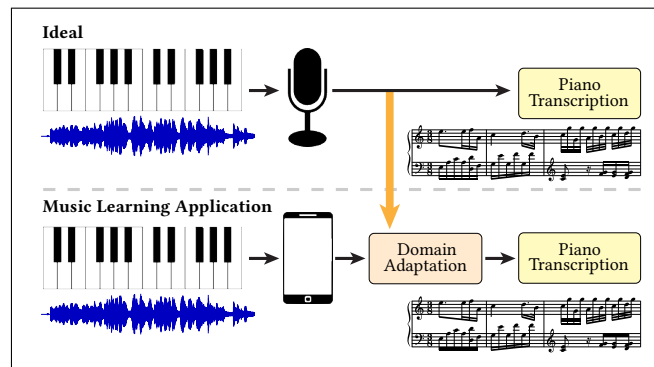 Ideal
Piano
Transcription
Music Learning Application
Domain
Adaptation
Piano
Transcription